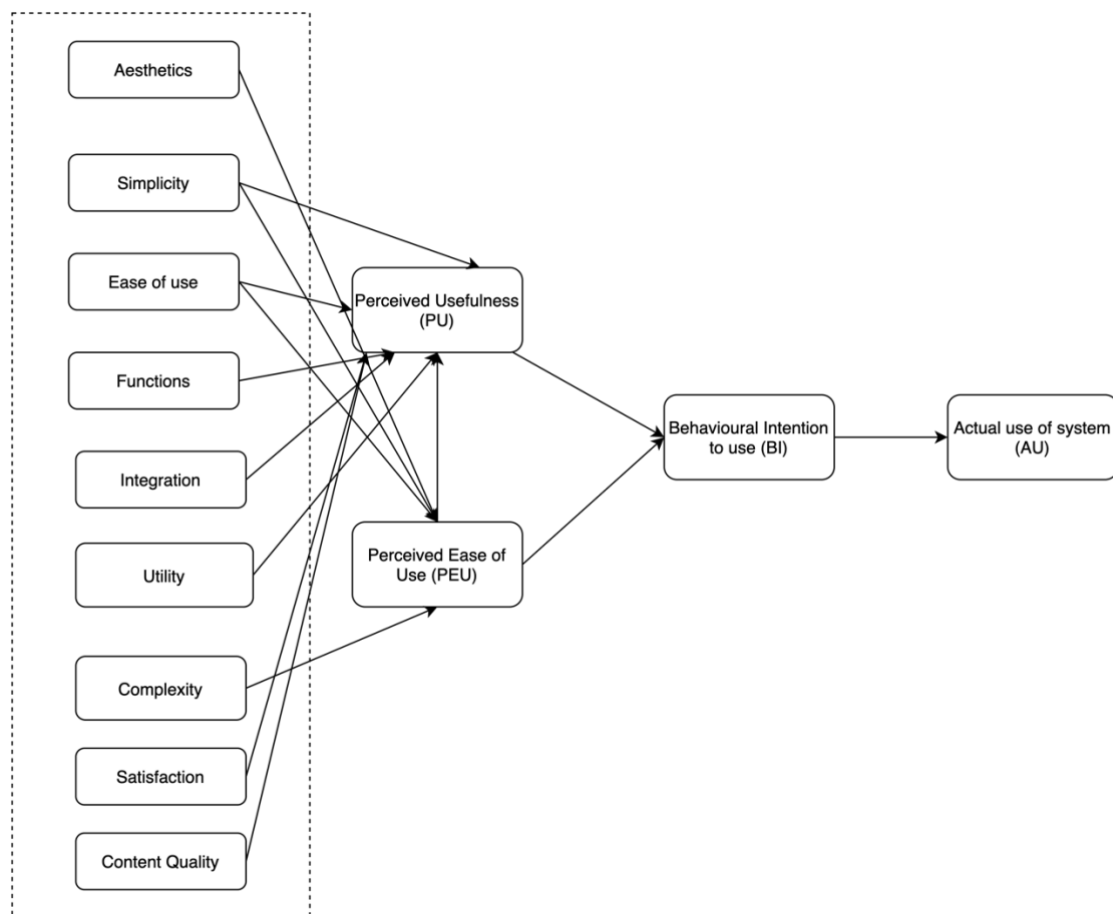 Aesthetics
Simplicity
Ease of use
Functions
Integration
Utility
Complexity
Satisfaction
Content Quality
Perceived Usefulness
(PU)
Perceived Ease of
Use (PEU)
Behavioural Intention
to use (BI)
Actual use of system
(AU)